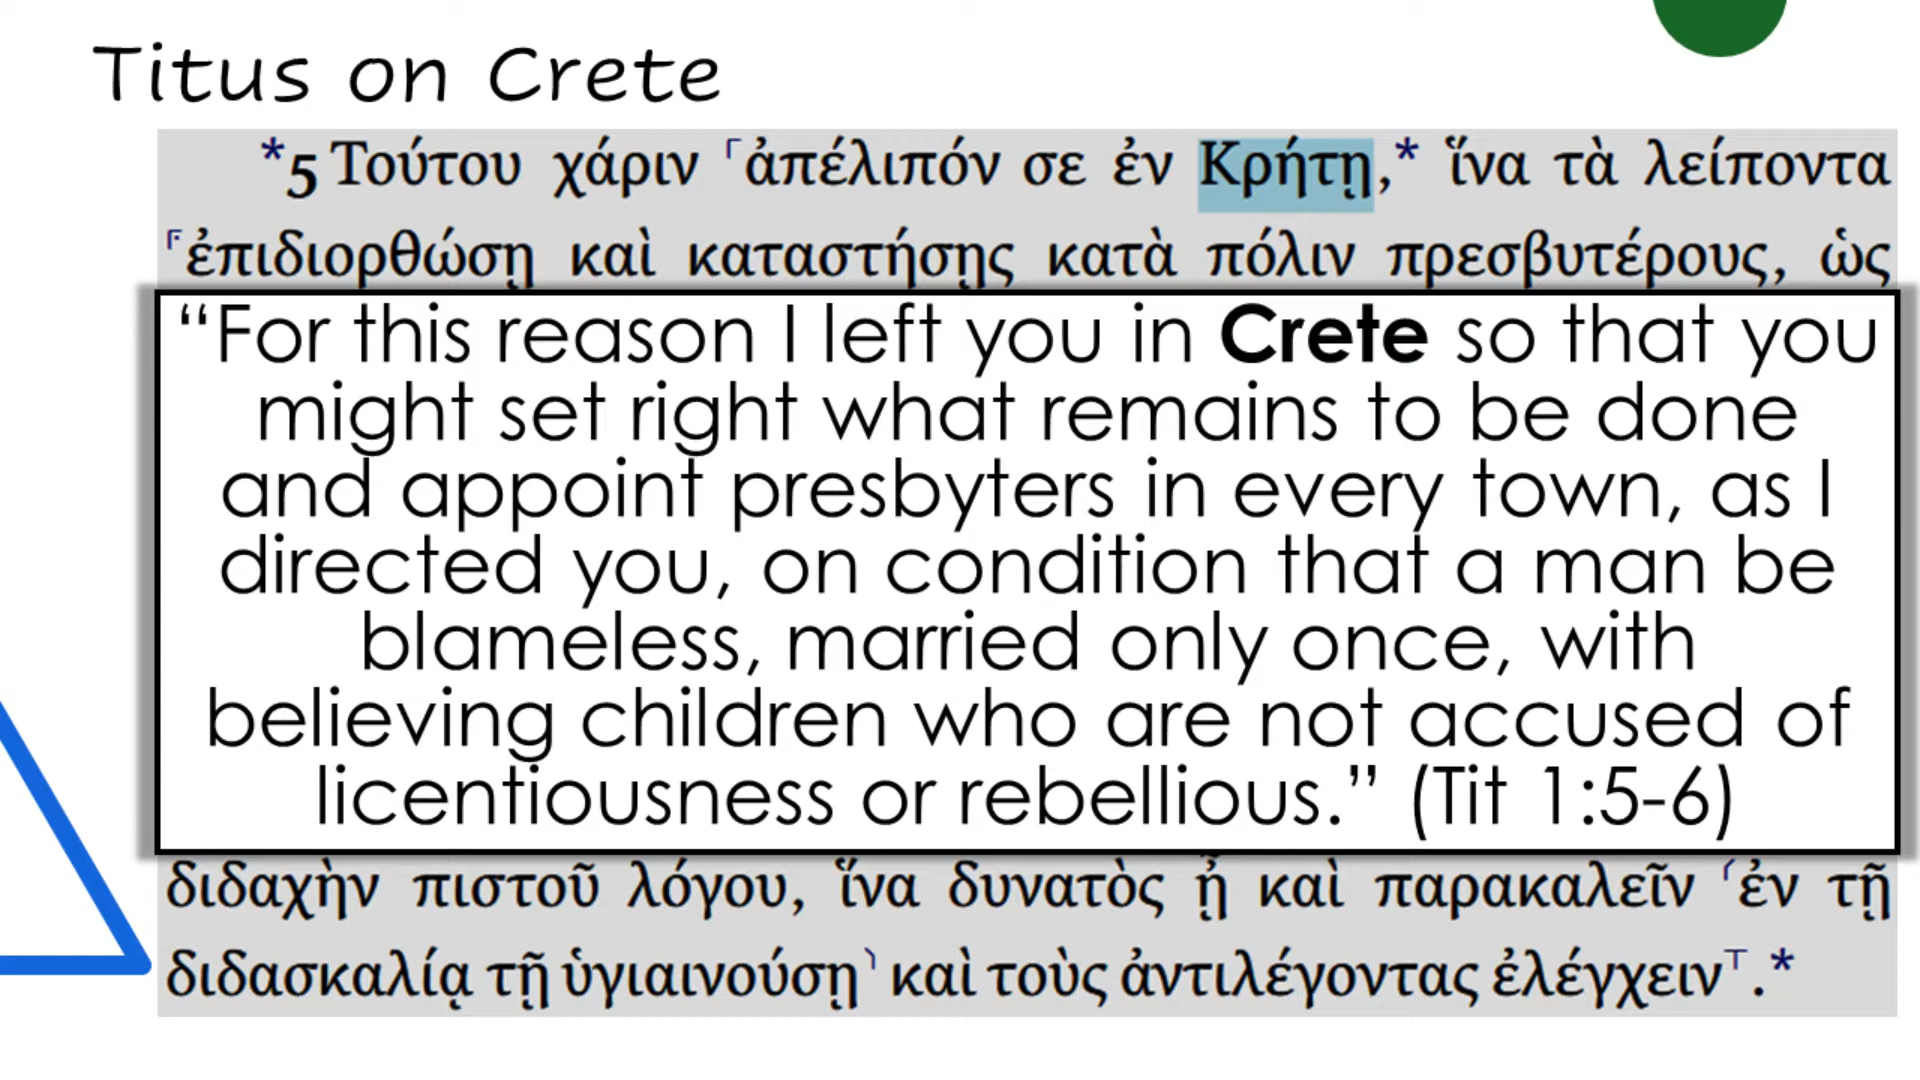 Titus on Crete
*5 Τούτου χάριν ⸀ἀπέλιπόν σε ἐν Κρήτῃ,* ἵνα τὰ λείποντα
⸁ἐπιδιορθώσῃ καὶ καταστήσῃς κατὰ πόλιν πρεσβυτέρους, ὡς
“For this reason I left you in Crete so that you
might set right what remains to be done
and appoint presbyters in every town, as I
directed you, on condition that a man be
blameless, married only once, with
believing children who are not accused of
licentiousness or rebellious.” (Tit 1:5-6)
διδαχὴν πιστοῦ λόγου, ἵνα δυνατὸς ᾖ καὶ παρακαλεῖν ⸂ἐν τῇ
διδασκαλίᾳ τῇ ὑγιαινούσῃ⸃ καὶ τοὺς ἀντιλέγοντας ἐλέγχειν⸆.*